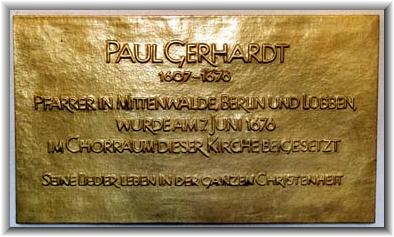 PAUL GERHARDT
1607-1676
PFARRER IN MITTENWALDE, BERLIN UND LÜBBEN,
WURDE AM 7. JUNI 1676
IM CHORRAUM DIESER KIRCHE BEIGESETZT
SEINE LIEDER LEBEN IN DER GANZEN CHRISTENHEIT